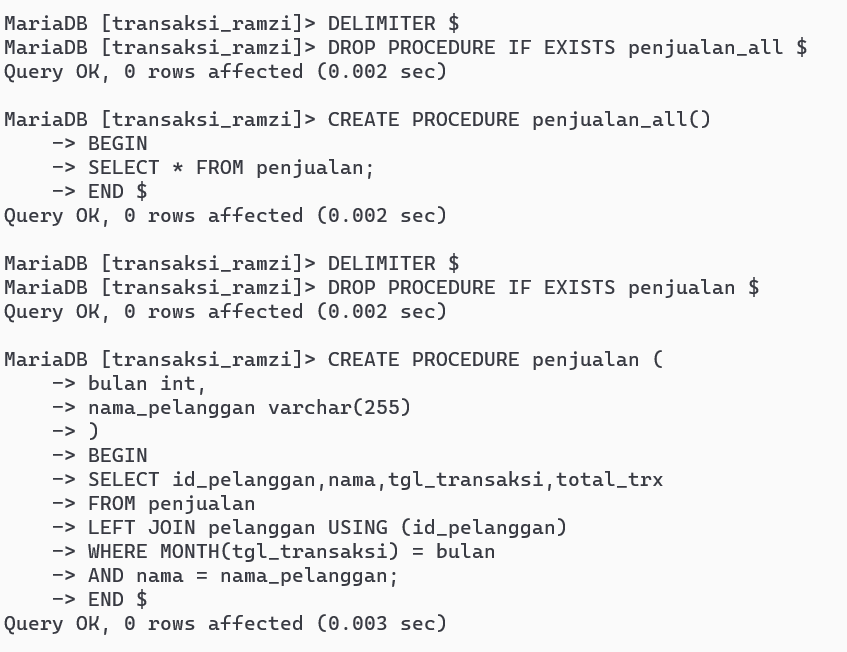 MariaDB [transaksi_ramzi]> DELIMITER $
MariaDB [transaksi_ramzi]> DROP PROCEDURE IF EXISTS penjualan_all $
Query OK, 0 rows affected (0.002 sec)

MariaDB [transaksi_ramzi]> CREATE PROCEDURE penjualan_all()
    -> BEGIN
    -> SELECT * FROM penjualan;
    -> END $
Query OK, 0 rows affected (0.002 sec)

MariaDB [transaksi_ramzi]> DELIMITER $
MariaDB [transaksi_ramzi]> DROP PROCEDURE IF EXISTS penjualan $
Query OK, 0 rows affected (0.002 sec)

MariaDB [transaksi_ramzi]> CREATE PROCEDURE penjualan (
    -> bulan int,
    -> nama_pelanggan varchar(255)
    -> )
    -> BEGIN
    -> SELECT id_pelanggan,nama,tgl_transaksi,total_trx
    -> FROM penjualan
    -> LEFT JOIN pelanggan USING (id_pelanggan)
    -> WHERE MONTH(tgl_transaksi) = bulan
    -> AND nama = nama_pelanggan;
    -> END $
Query OK, 0 rows affected (0.003 sec)